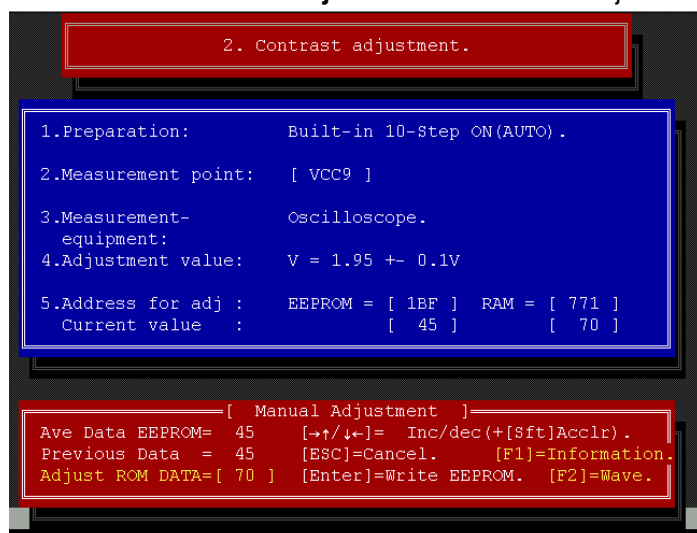 2. Contrast adjustment.
1.Preparation: Built-in 10-Step ON(AUTO).
2.Measurement point: [ VCC9 ]
3.Measurement- Oscilloscope.
equipment:
4.Adjustment value: V = 1.95 +- 0.1V
5.Address for adj : EEPROM = [ 1BF ] RAM = [ 771 ]
Current value : [ 45 ] [ 70 ]
[ Manual Adjustment ]
Ave Data EEPROM= 45 [→↑/↓←]= Inc/dec(+[Sft]Acclr).
Previous Data = 45 [ESC]=Cancel. [F1]=Information.
Adjust ROM DATA=[ 70 ] [Enter]=Write EEPROM. [F2]=Wave.